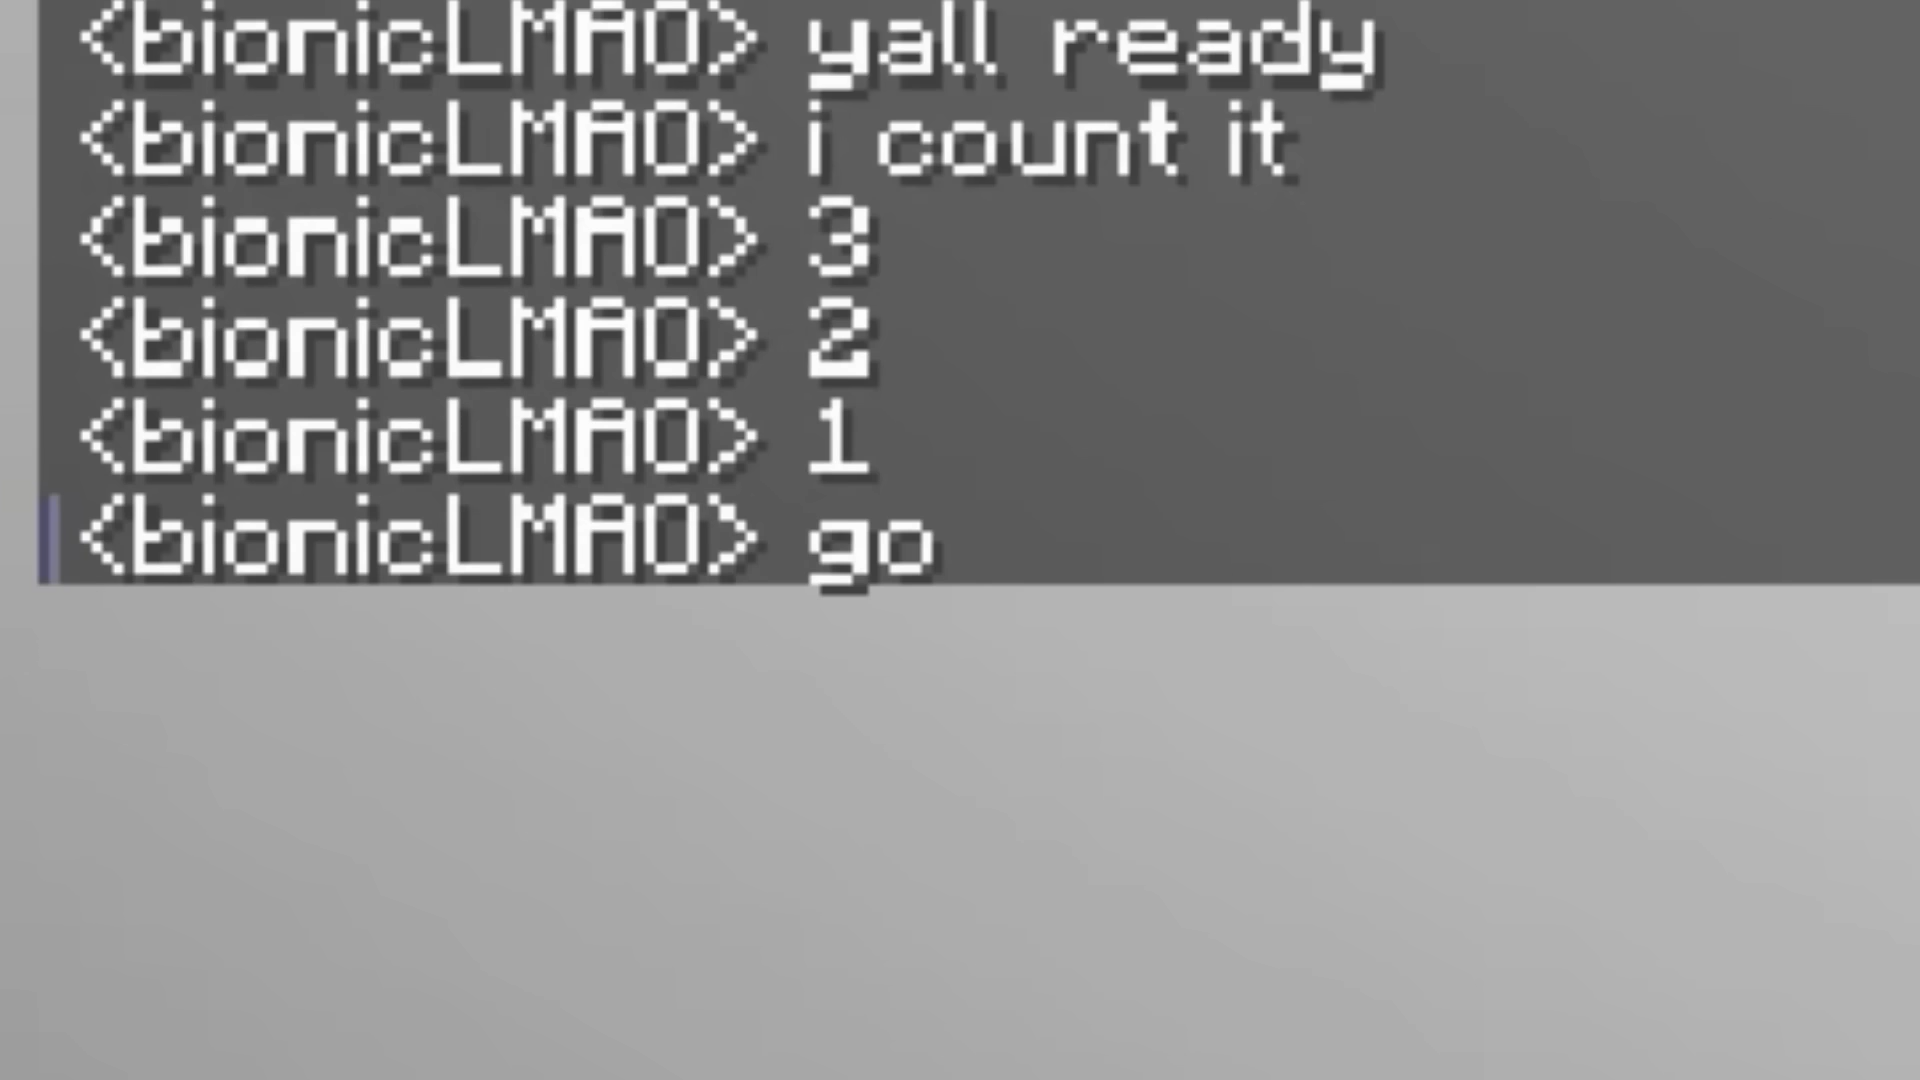 <bionicLMAO> yall ready
<bionicLMAO> i count it
<bionicLMAO> 3
<bionicLMAO> 2
<bionicLMAO> 1
<bionicLMAO> go